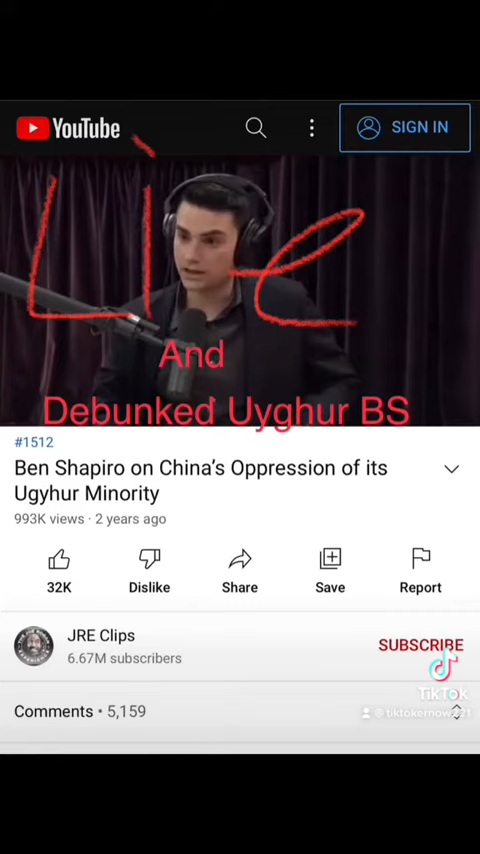 YouTube
SIGN IN
Lie
And
Debunked Uyghur BS
#1512
Ben Shapiro on China's Oppression of its
Ugyhur Minority
993K views · 2 years ago
32K
Dislike
Share
Save
Report
JRE Clips
6.67M subscribers
SUBSCRIBE
TikTok
Comments • 5,159